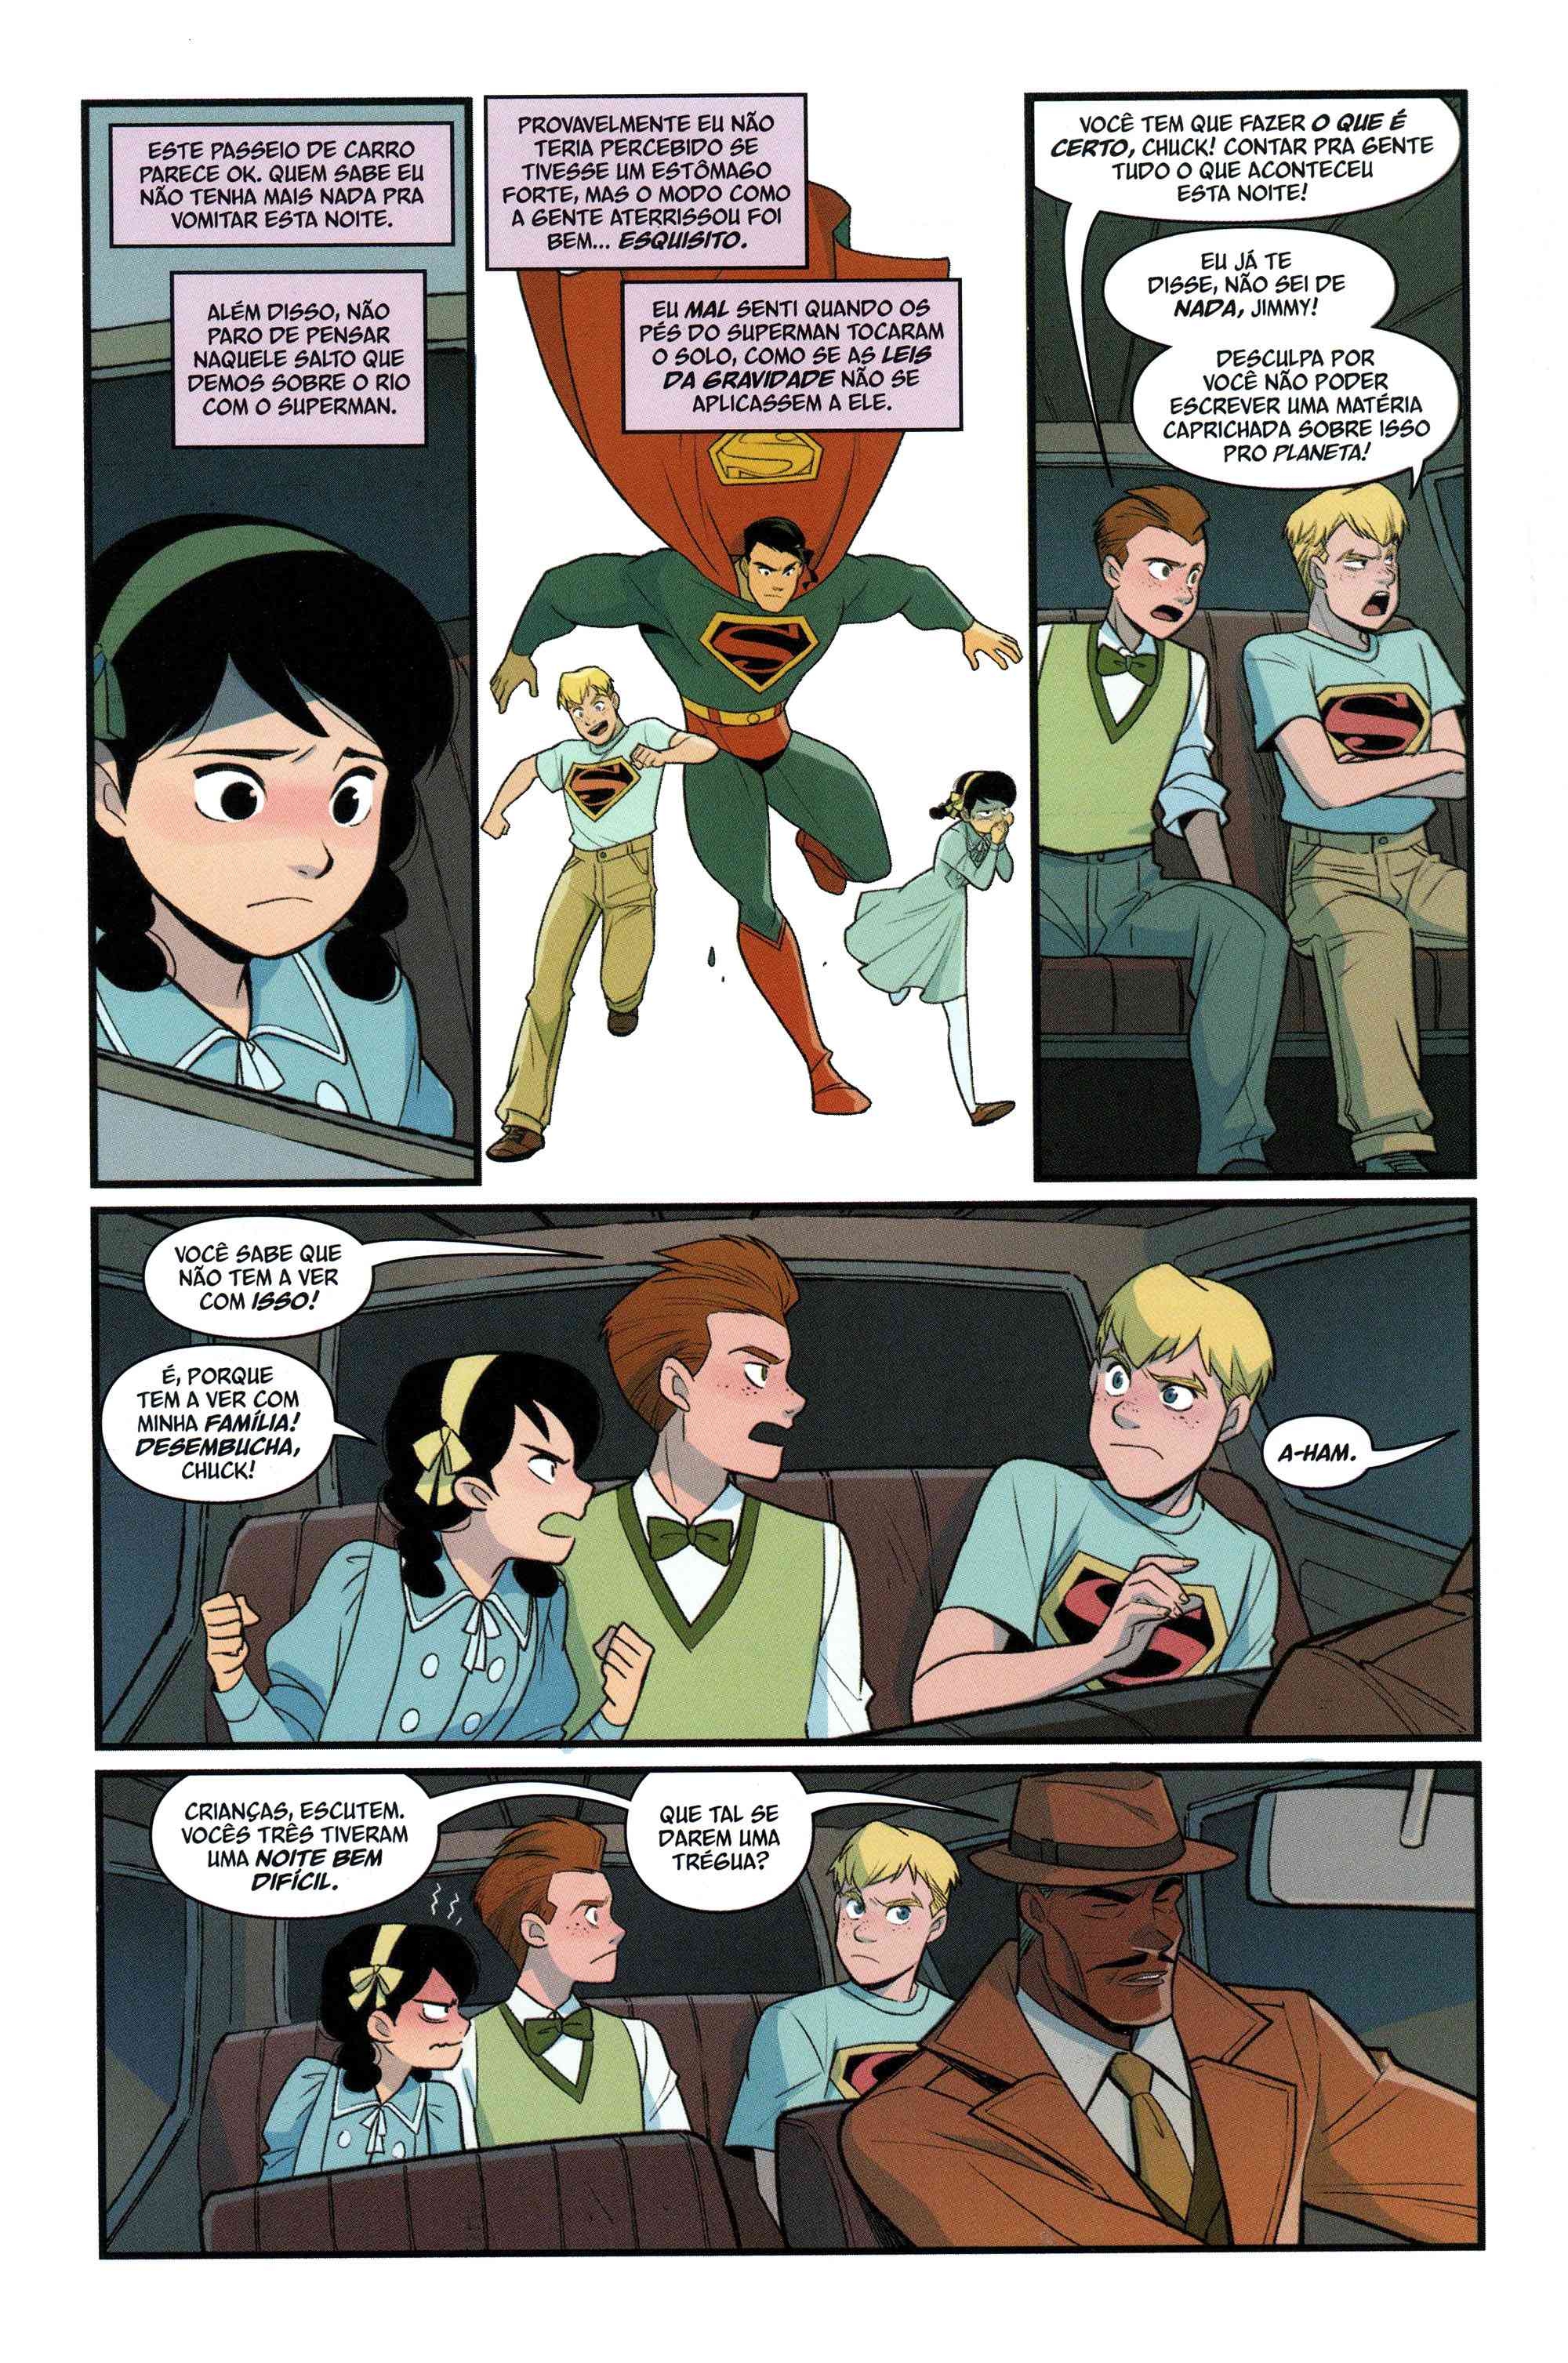 ESTE PASSEIO DE CARRO
PARECE OK. QUEM SABE EU
NÃO TENHA MAIS NADA PRA
VOMITAR ESTA NOITE.
ALÉM DISSO, NÃO
PARO DE PENSAR
NAQUELE SALTO QUE
DEMOS SOBRE O RIO
COM O SUPERMAN.
PROVAVELMENTE EU NÃO
TERIA PERCEBIDO SE
TIVESSE UM ESTÔMAGO
FORTE, MAS O MODO COMO
A GENTE ATERRISSOU FOI
BEM... ESQUISITO.
EU MAL SENTI QUANDO OS
PÉS DO SUPERMAN TOCARAM
O SOLO, COMO SE AS LEIS
DA GRAVIDADE NÃO SE
APLICASSEM A ELE.
VOCÊ TEM QUE FAZER O QUE É
CERTO, CHUCK! CONTAR PRA GENTE
TUDO O QUE ACONTECEU
ESTA NOITE!
EU JÁ TE
DISSE, NÃO SEI DE
NADA, JIMMY!
DESCULPA POR
VOCÊ NÃO PODER
ESCREVER UMA MATÉRIA
CAPRICHADA SOBRE ISSO
PRO PLANETA!
VOCÊ SABE QUE
NÃO TEM A VER
COM ISSO!
É, PORQUE
TEM A VER COM
MINHA FAMÍLIA!
DESEMBUCHA,
CHUCK!
A-HAM.
CRIANÇAS, ESCUTEM.
VOCÊS TRÊS TIVERAM
UMA NOITE BEM
DIFÍCIL.
QUE TAL SE
DAREM UMA
TRÉGUA?